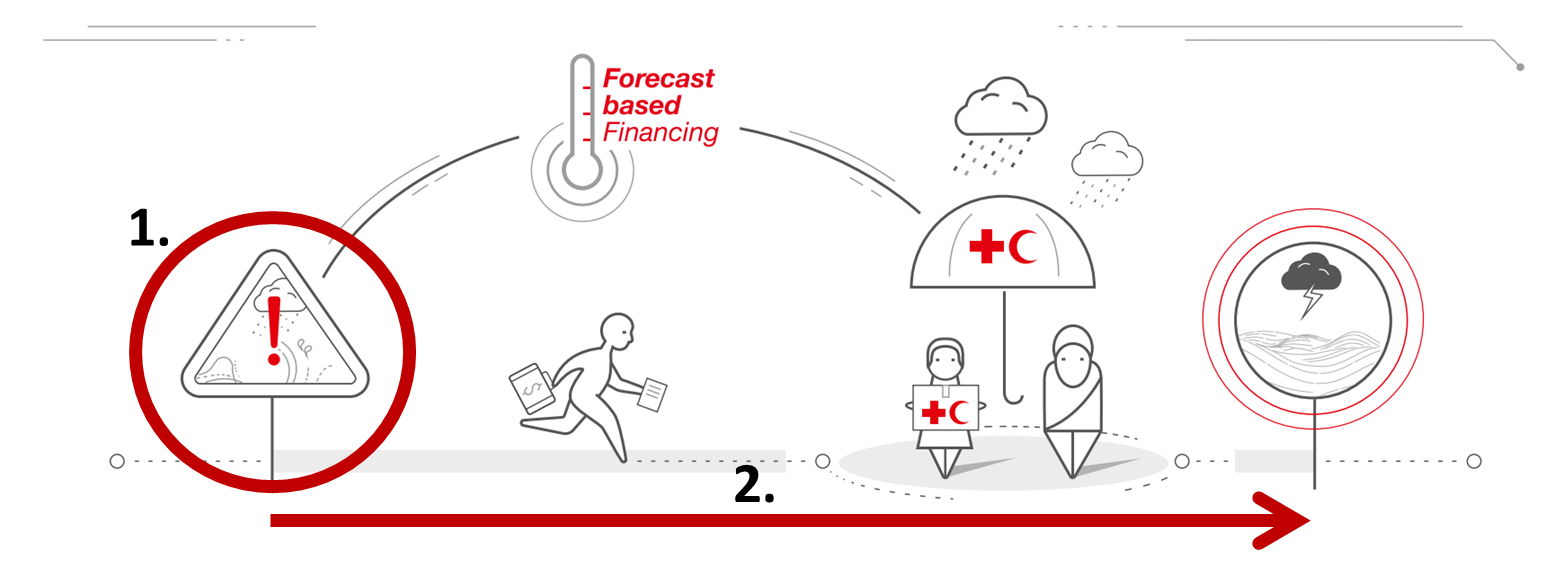 Forecast
based
Financing
1.
!
$
2.